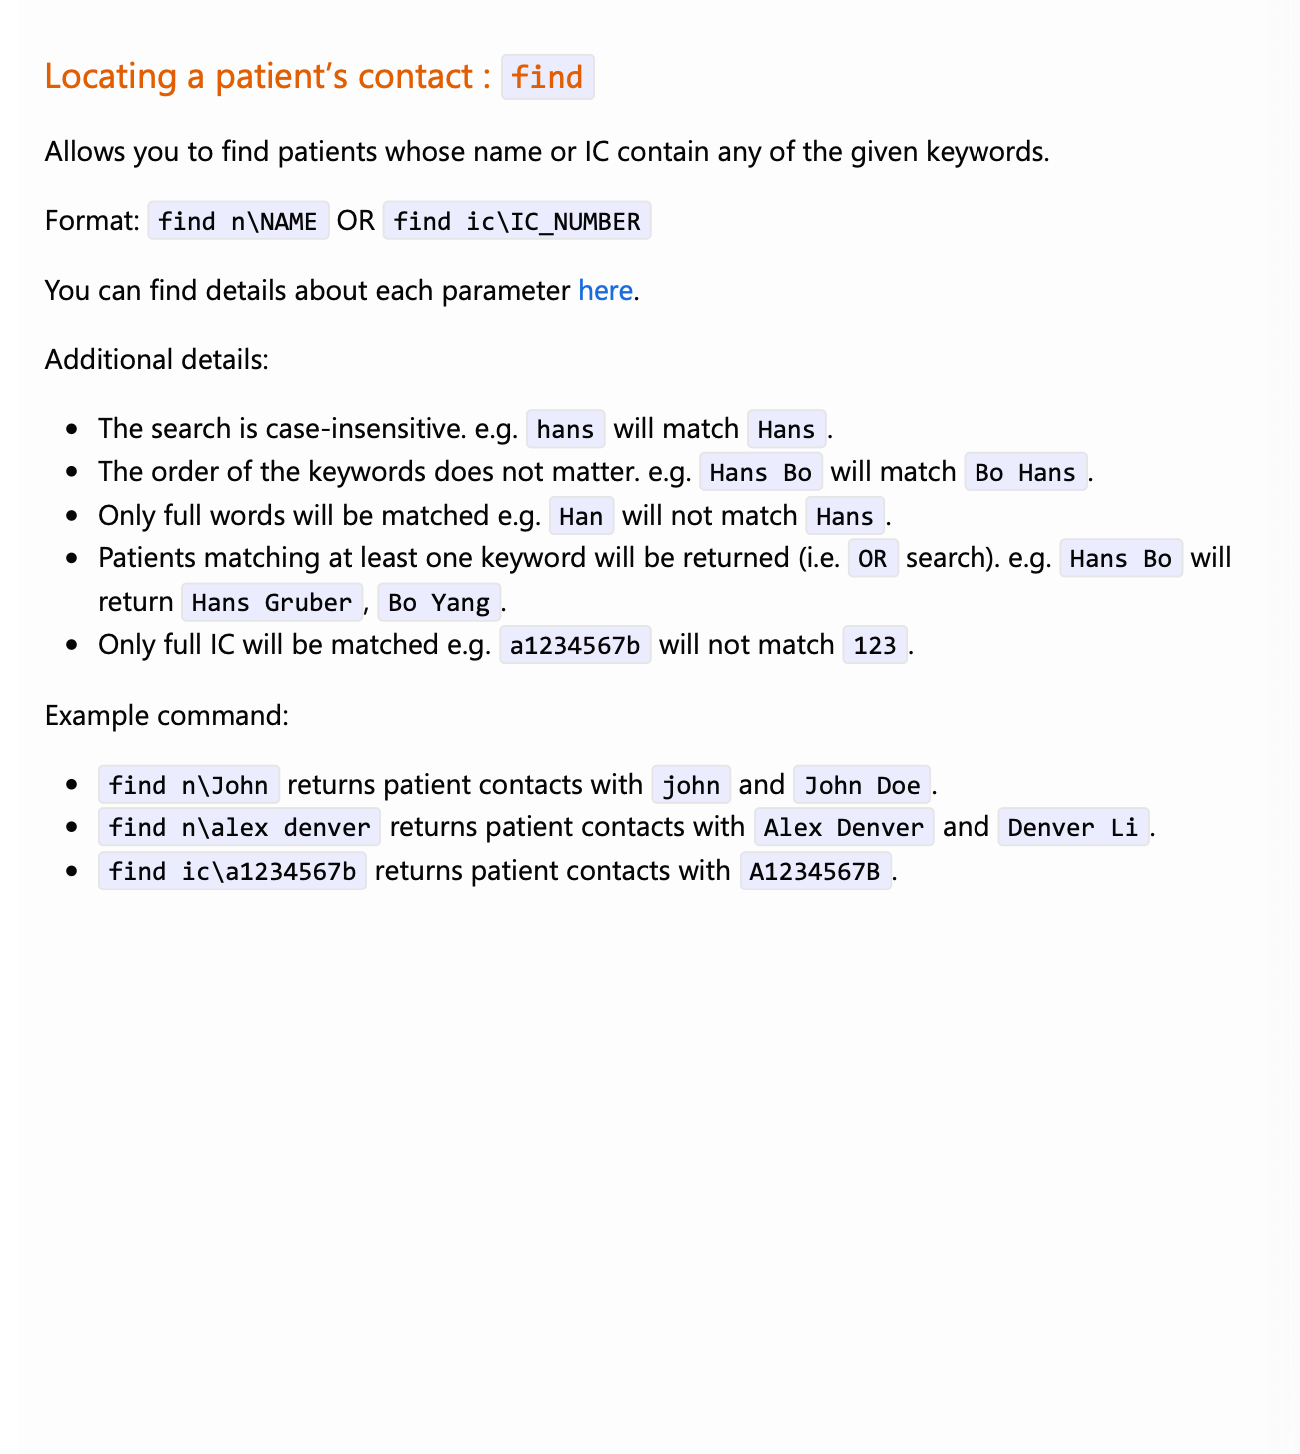 Locating a patient’s contact : find
Allows you to find patients whose name or IC contain any of the given keywords.
Format: find n\NAME OR find ic\IC_NUMBER
You can find details about each parameter here.
Additional details:
• The search is case-insensitive. e.g. hans will match Hans .
• The order of the keywords does not matter. e.g. Hans Bo will match Bo Hans .
• Only full words will be matched e.g. Han will not match Hans .
• Patients matching at least one keyword will be returned (i.e. OR search). e.g. Hans Bo will
return Hans Gruber , Bo Yang .
• Only full IC will be matched e.g. a1234567b will not match 123 .
Example command:
• find n\John returns patient contacts with john and John Doe .
• find n\alex denver returns patient contacts with Alex Denver and Denver Li .
• find ic\a1234567b returns patient contacts with A1234567B .